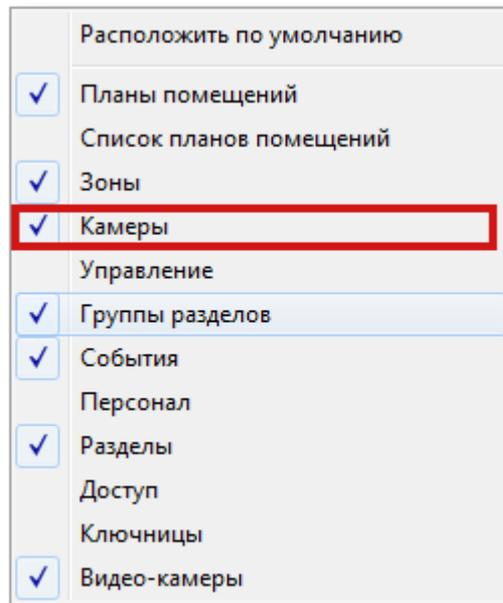 Расположить по умолчанию
Планы помещений
Список планов помещений
Зоны
Камеры
Управление
Группы разделов
События
Персонал
Разделы
Доступ
Ключницы
Видео-камеры